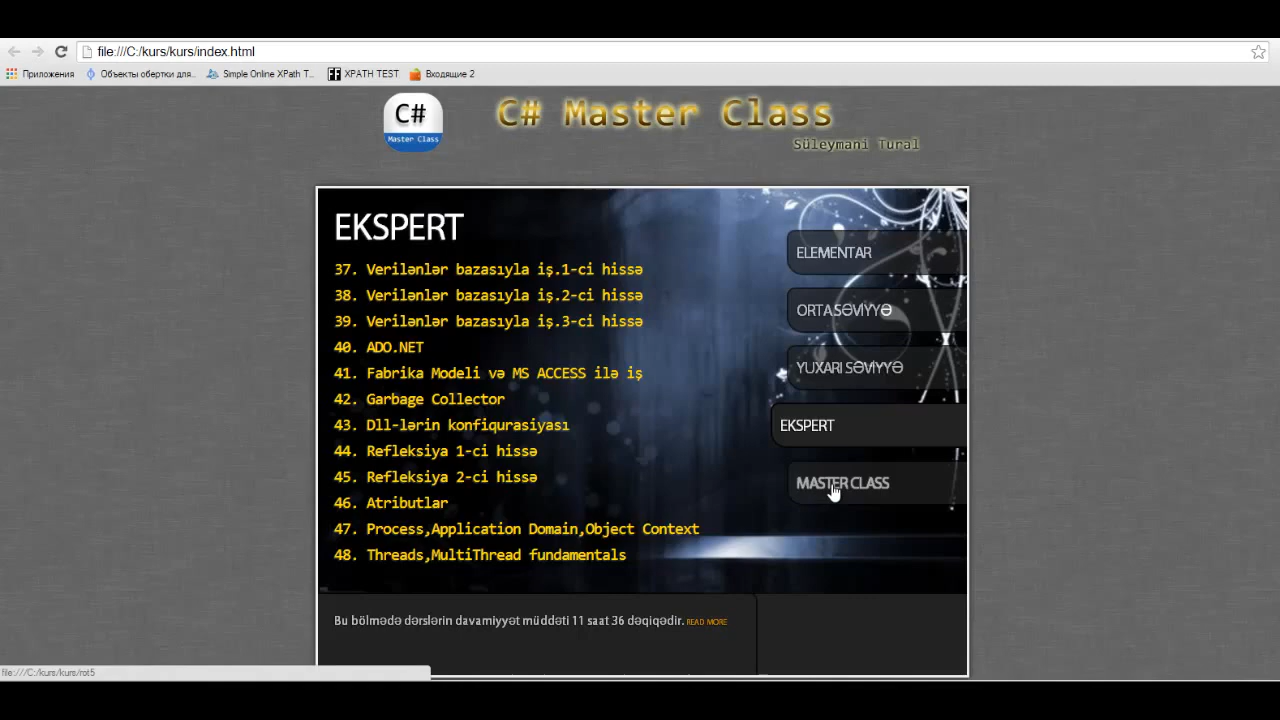 file:///C:/kurs/kurs/index.html
Приложения
Объекты обертки для...
Simple Online XPath T...
FF XPATH TEST
Входящие 2
C#
Master Class
C# Master Class
Süleymani Tural
EKSPERT
37. Verilənlər bazasıyla iş.1-ci hissə
38. Verilənlər bazasıyla iş.2-ci hissə
39. Verilənlər bazasıyla iş.3-ci hissə
40. ADO.NET
41. Fabrika Modeli və MS ACCESS ilə iş
42. Garbage Collector
43. Dll-lərin konfiqurasiyası
44. Refleksiya 1-ci hissə
45. Refleksiya 2-ci hissə
46. Atributlar
47. Process,Application Domain,Object Context
48. Threads,MultiThread fundamentals
ELEMENTAR
ORTA SƏVİYYƏ
YUXARI SƏVİYYƏ
EKSPERT
MASTER CLASS
Bu bölmədə dərslərin davamiyyət müddəti 11 saat 36 dəqiqədir. READ MORE
file:///C:/kurs/kurs/rot5